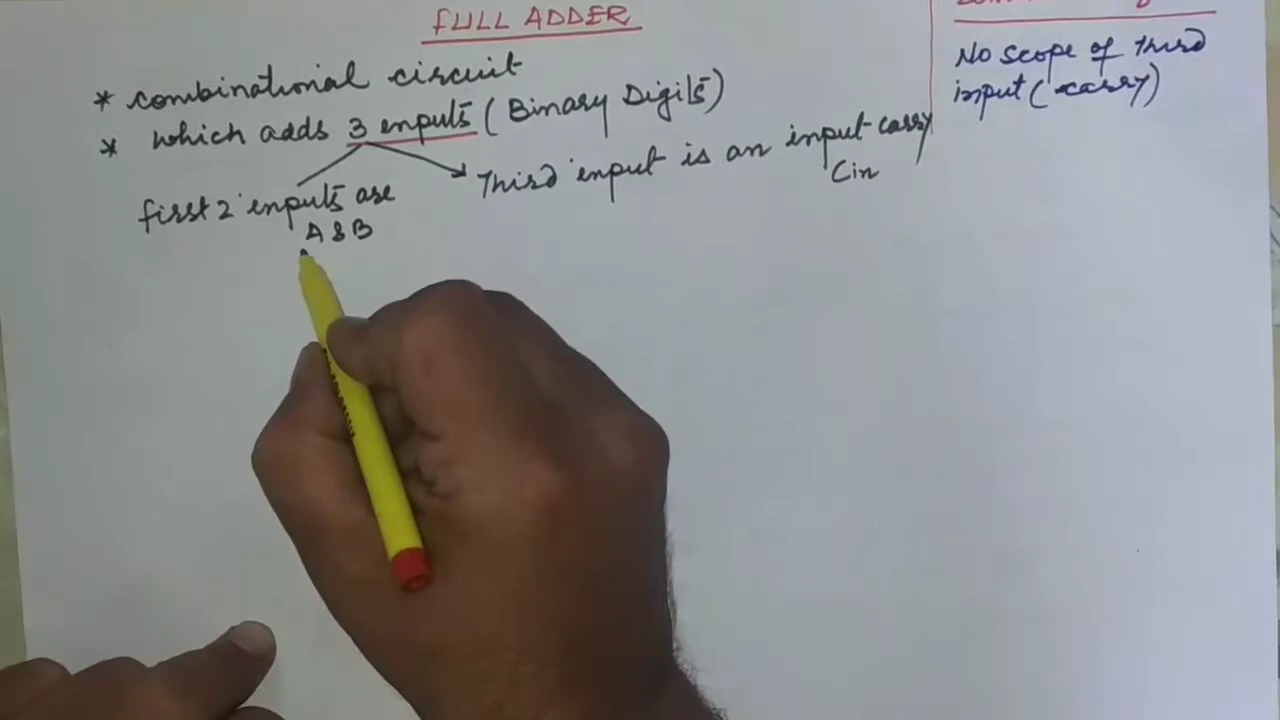 FULL ADDER
* combinational circuit
* which adds 3 inputs (Binary Digits)
first 2 inputs are
A & B
Third input is an input carry
Cin
No scope of third
input (carry)